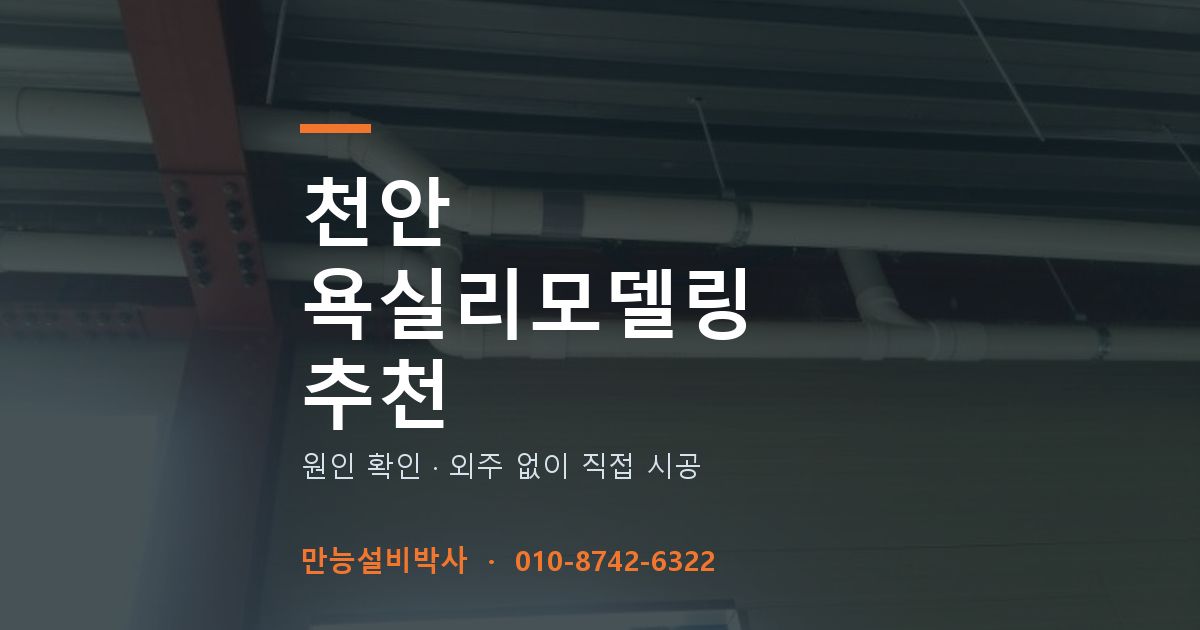 천안
욕실리모델링
추천
원인 확인 · 외주 없이 직접 시공
만능설비박사 · 010-8742-6322